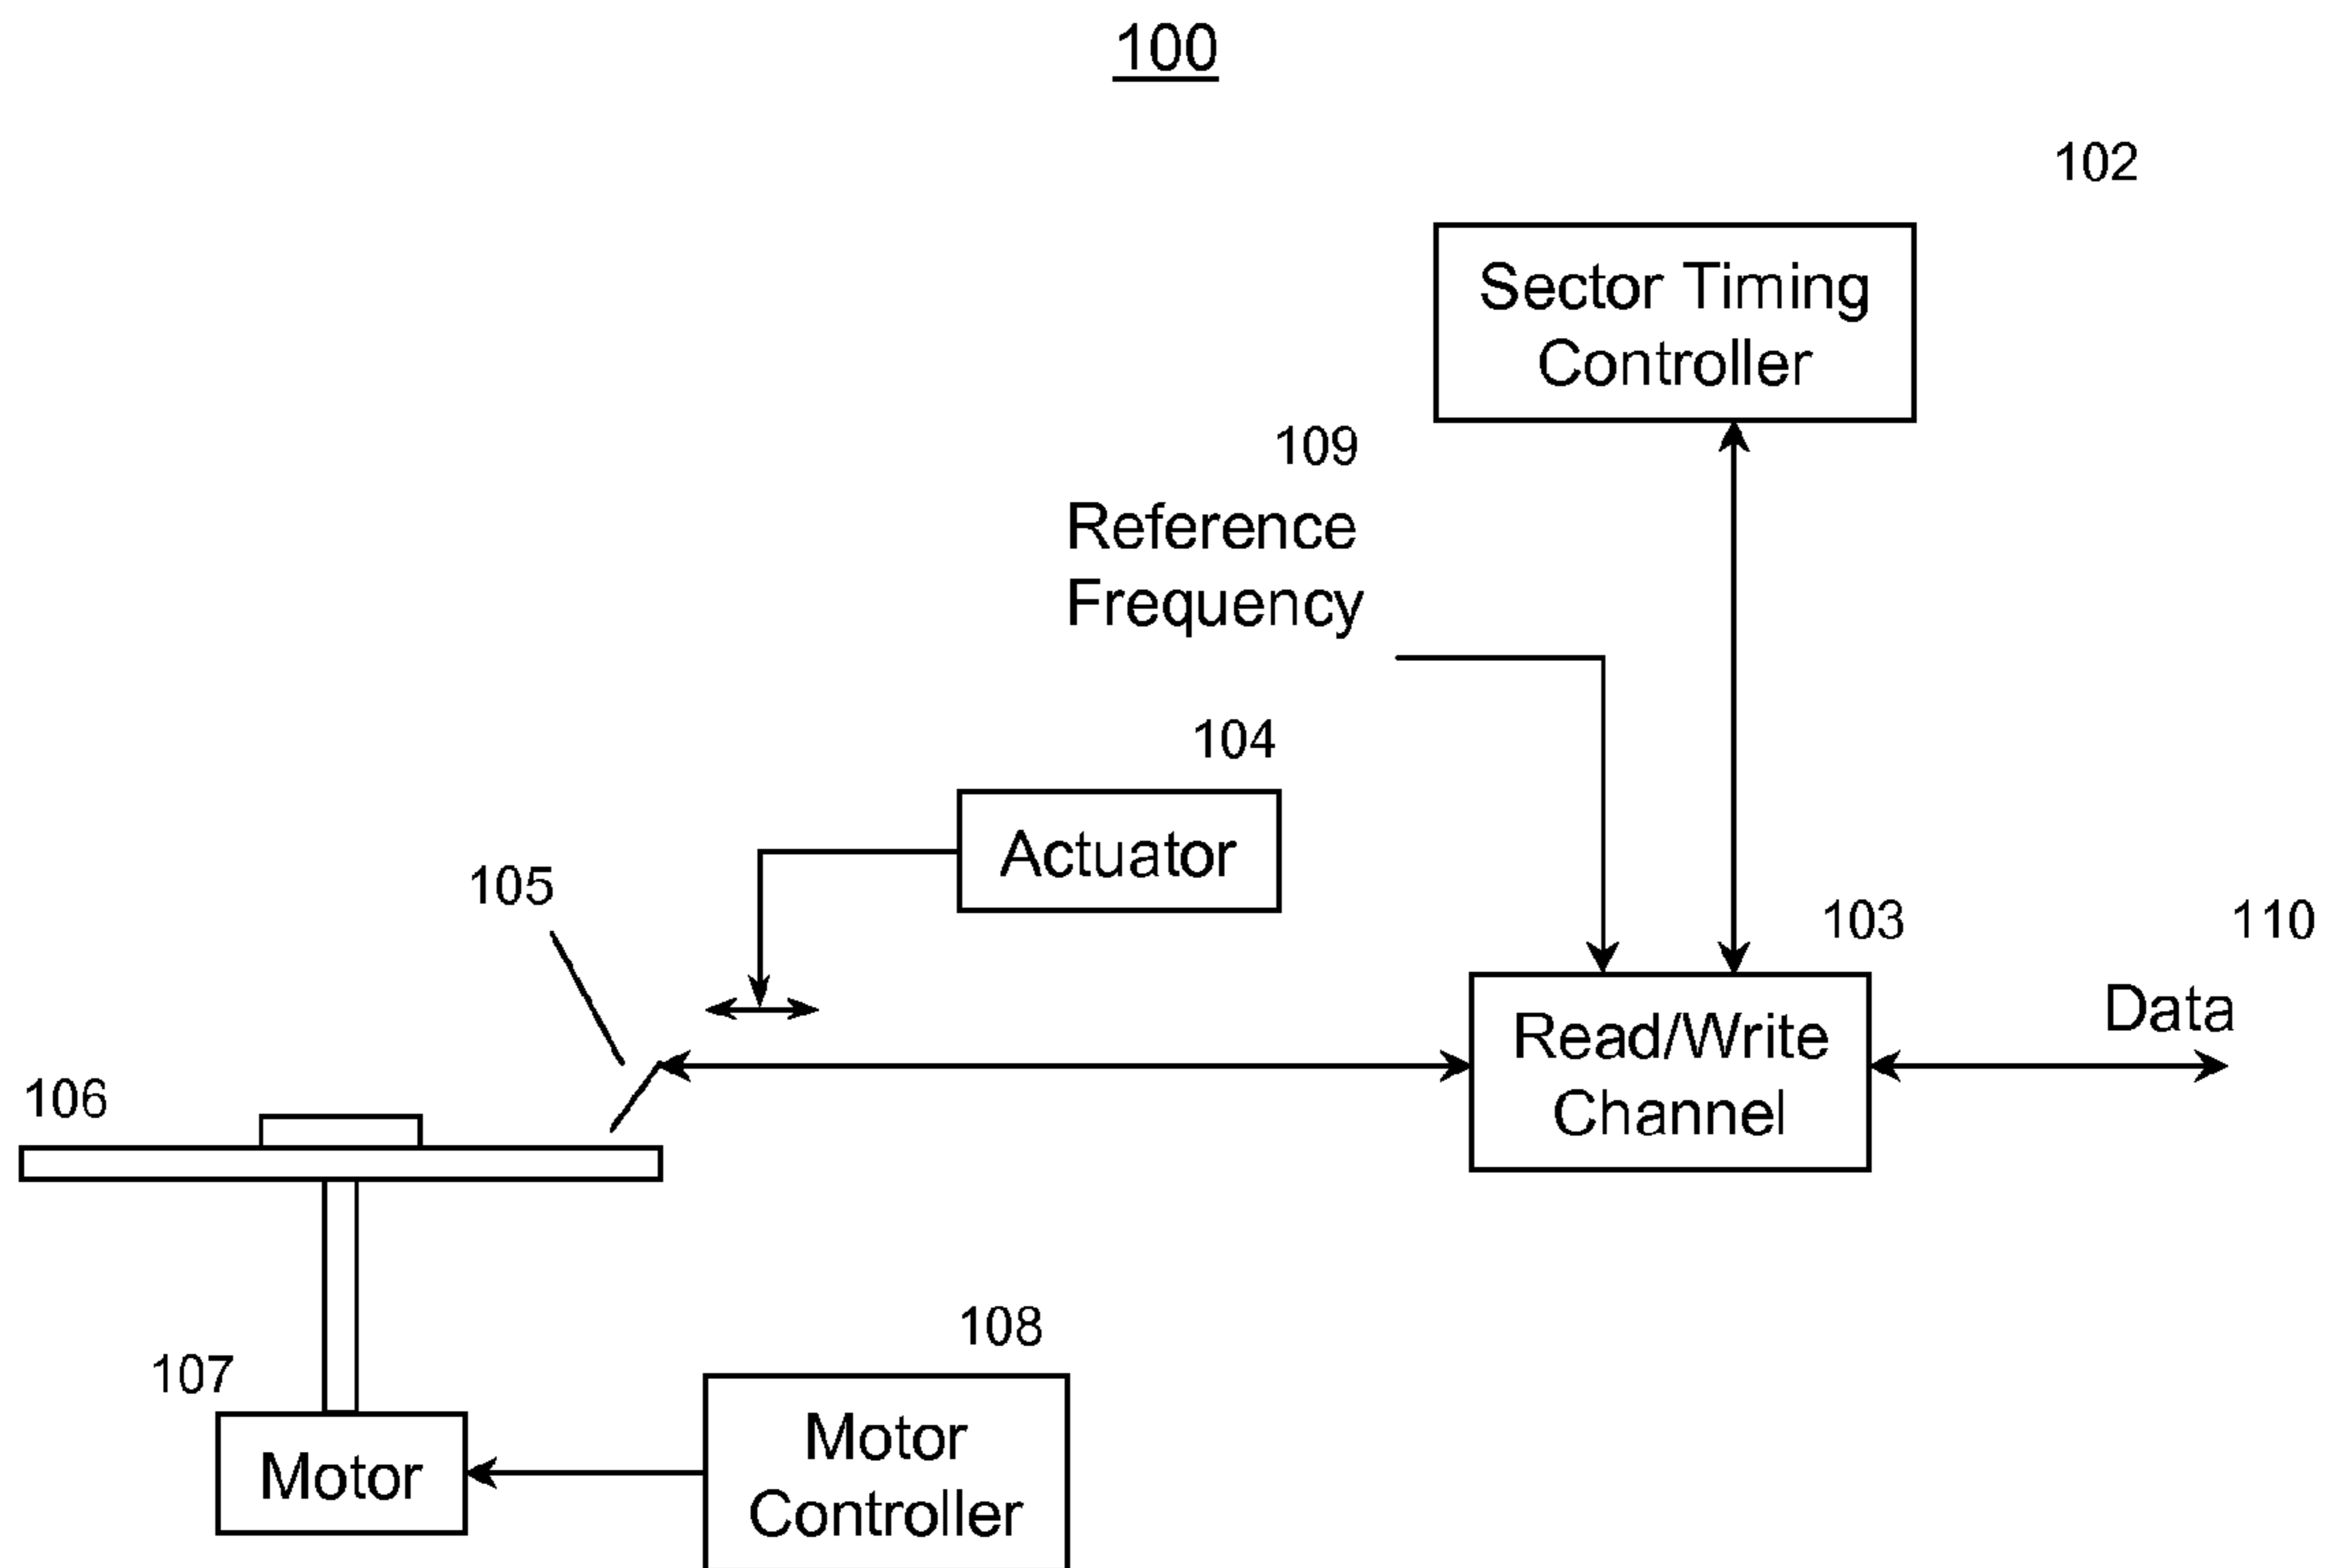 100
102
Sector Timing
Controller
109
Reference
Frequency
104
Actuator
105
103
110
Read/Write
Channel
Data
106
108
107
Motor
Motor
Controller